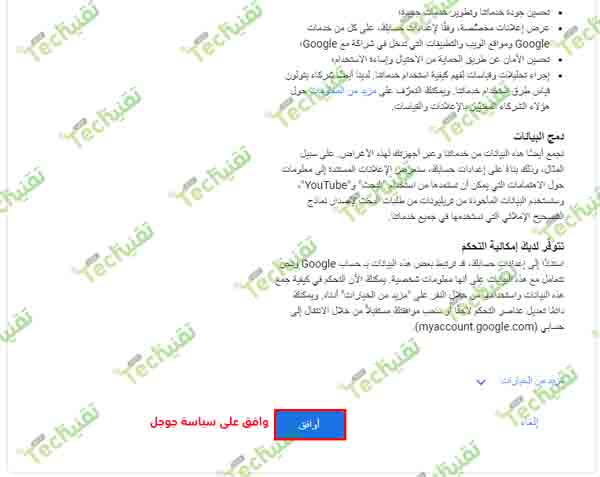 تحسين جودة خدماتنا وتطوير خدمات جديدة؛
عرض إعلانات مخصَّصة، وفقًا لإعدادات حسابك، على كل من خدمات
Google ومواقع الويب والتطبيقات التي تدخل في شراكة مع Google؛
تحسين الأمان عن طريق الحماية من الاحتيال وإساءة الاستخدام؛
إجراء تحليلات وقياسات لفهم كيفية استخدام خدماتنا. لدينا أيضًا شركاء يتولون
قياس طرق استخدام خدماتنا. ويمكنك التعرُّف على مزيد من المعلومات حول
هؤلاء الشركاء المعنيِّين بالإعلانات والقياسات.
دمج البيانات
نجمع أيضًا هذه البيانات من خدماتنا وعبر أجهزتك لهذه الأغراض. على سبيل
المثال، وذلك بناءً على إعدادات حسابك، سنعرض الإعلانات المستندة إلى معلومات
حول الاهتمامات التي يمكن أن نستمدها من استخدام "البحث" و"YouTube"،
وسنستخدم البيانات المأخوذة من تريليونات من طلبات البحث لإصدار نماذج
التصحيح الإملائي التي نستخدمها في جميع خدماتنا.
تتوفَّر لديك إمكانية التحكم
استنادًا إلى إعدادات حسابك، قد ترتبط بعض هذه البيانات بـ حساب Google ونحن
نتعامل مع هذه البيانات على أنها معلومات شخصية. يمكنك الآن التحكم في كيفية جمع
هذه البيانات واستخدامها من خلال النقر على "مزيد من الخيارات" أدناه. ويمكنك
دائمًا تعديل عناصر التحكم لاحقًا أو سحب موافقتك مستقبلاً من خلال الانتقال إلى
حسابي (myaccount.google.com).
مزيد من الخيارات
إلغاء
أوافق
وافق على سياسة جوجل